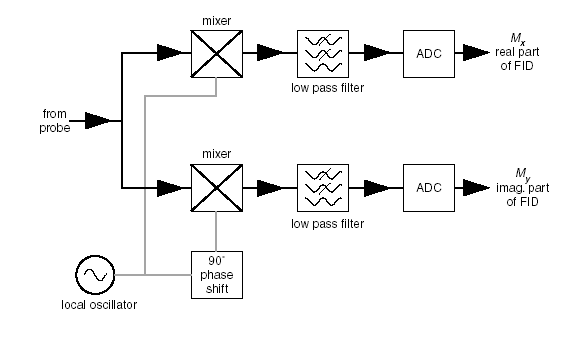 mixer
ADC
M_x
real part
of FID
low pass filter
from
probe
mixer
ADC
M_y
imag. part
of FID
low pass filter
90°
phase
shift
local oscillator